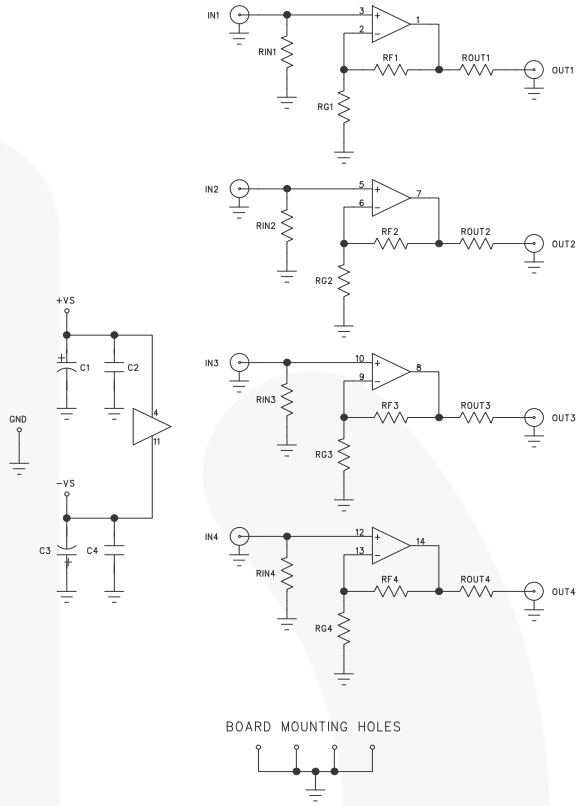 IN1
3
+
1
2
−
RIN1
RF1
ROUT1
OUT1
RG1
IN2
5
+
7
6
−
RIN2
RF2
ROUT2
OUT2
RG2
+VS
+
C1
C2
4
11
GND
−VS
C3
C4
+
IN3
10
+
8
9
−
RIN3
RF3
ROUT3
OUT3
RG3
IN4
12
+
14
13
−
RIN4
RF4
ROUT4
OUT4
RG4
BOARD MOUNTING HOLES